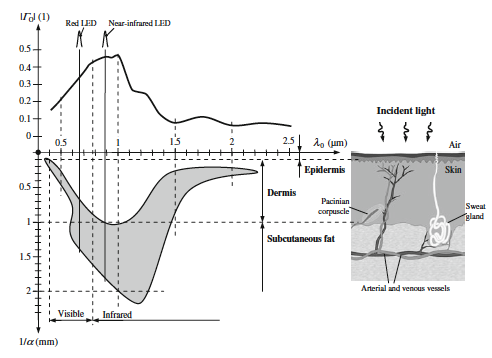 |Γ0| (1)
Red LED
Near-infrared LED
0.5
0.4
0.3
0.2
0.1
0
0.5
1
1.5
2
2.5
λ0 (μm)
0.5
1
1.5
2
1/α (mm)
Visible
Infrared
Epidermis
Dermis
Subcutaneous fat
Incident light
Air
Skin
Pacinian
corpuscle
Sweat
gland
Arterial and venous vessels